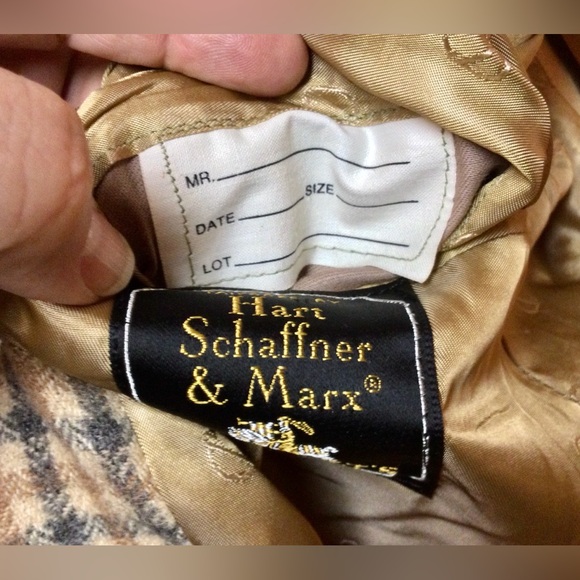 MR.
SIZE
DATE
LOT
Hart
Schaffner
& Marx®